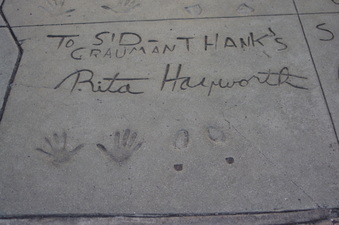 TO SID- GRAUMAN THANK'S
Rita Hayworth
S